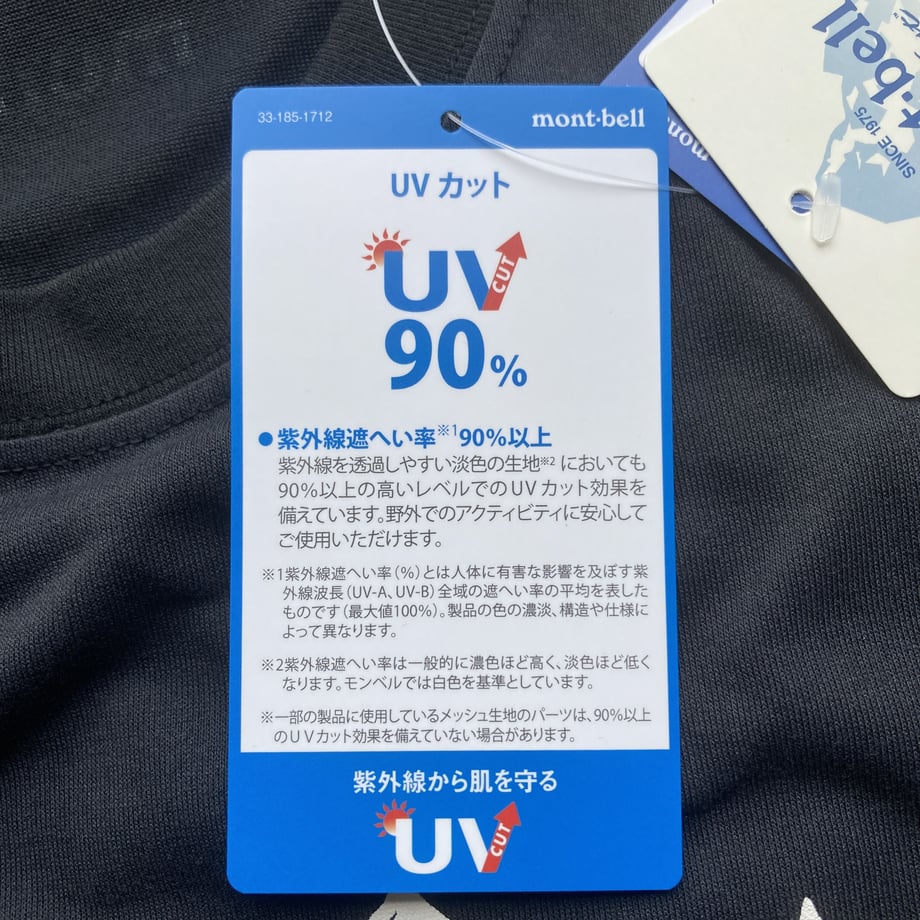 33-185-1712
mont·bell
UV カット
UV CUT
90%
●紫外線遮へい率※1 90%以上
紫外線を透過しやすい淡色の生地※2 においても
90%以上の高いレベルでのUVカット効果を
備えています。野外でのアクティビティに安心して
ご使用いただけます。
※1紫外線遮へい率(%)とは人体に有害な影響を及ぼす紫
外線波長(UV-A、UV-B)全域の遮へい率の平均を表した
ものです(最大値100%)。製品の色の濃淡、構造や仕様に
よって異なります。
※2紫外線遮へい率は一般的に濃色ほど高く、淡色ほど低く
なります。モンベルでは白色を基準としています。
※一部の製品に使用しているメッシュ生地のパーツは、90%以上
のUVカット効果を備えていない場合があります。
紫外線から肌を守る
UV CUT
t·bell
SINCE 1975
mon